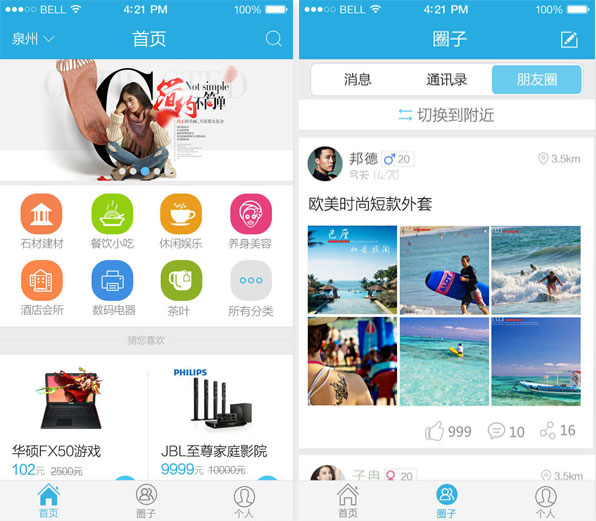 BELL 4:21 PM 100%
泉州 首页
Not simple
简约不简单
石材建材 餐饮小吃 休闲娱乐 养身美容
酒店会所 数码电器 茶叶 所有分类
猜您喜欢
PHILIPS
华硕FX50游戏 JBL至尊家庭影院
102元 2500元 9999元 10000元
首页 圈子 个人
BELL 4:21 PM 100%
圈子
消息 通讯录 朋友圈
切换到附近
邦德 ♂ 20 3.5km
今天 14:20
欧美时尚短款外套
999 10 16
子冉 ♀ 20 3.5km
首页 圈子 个人